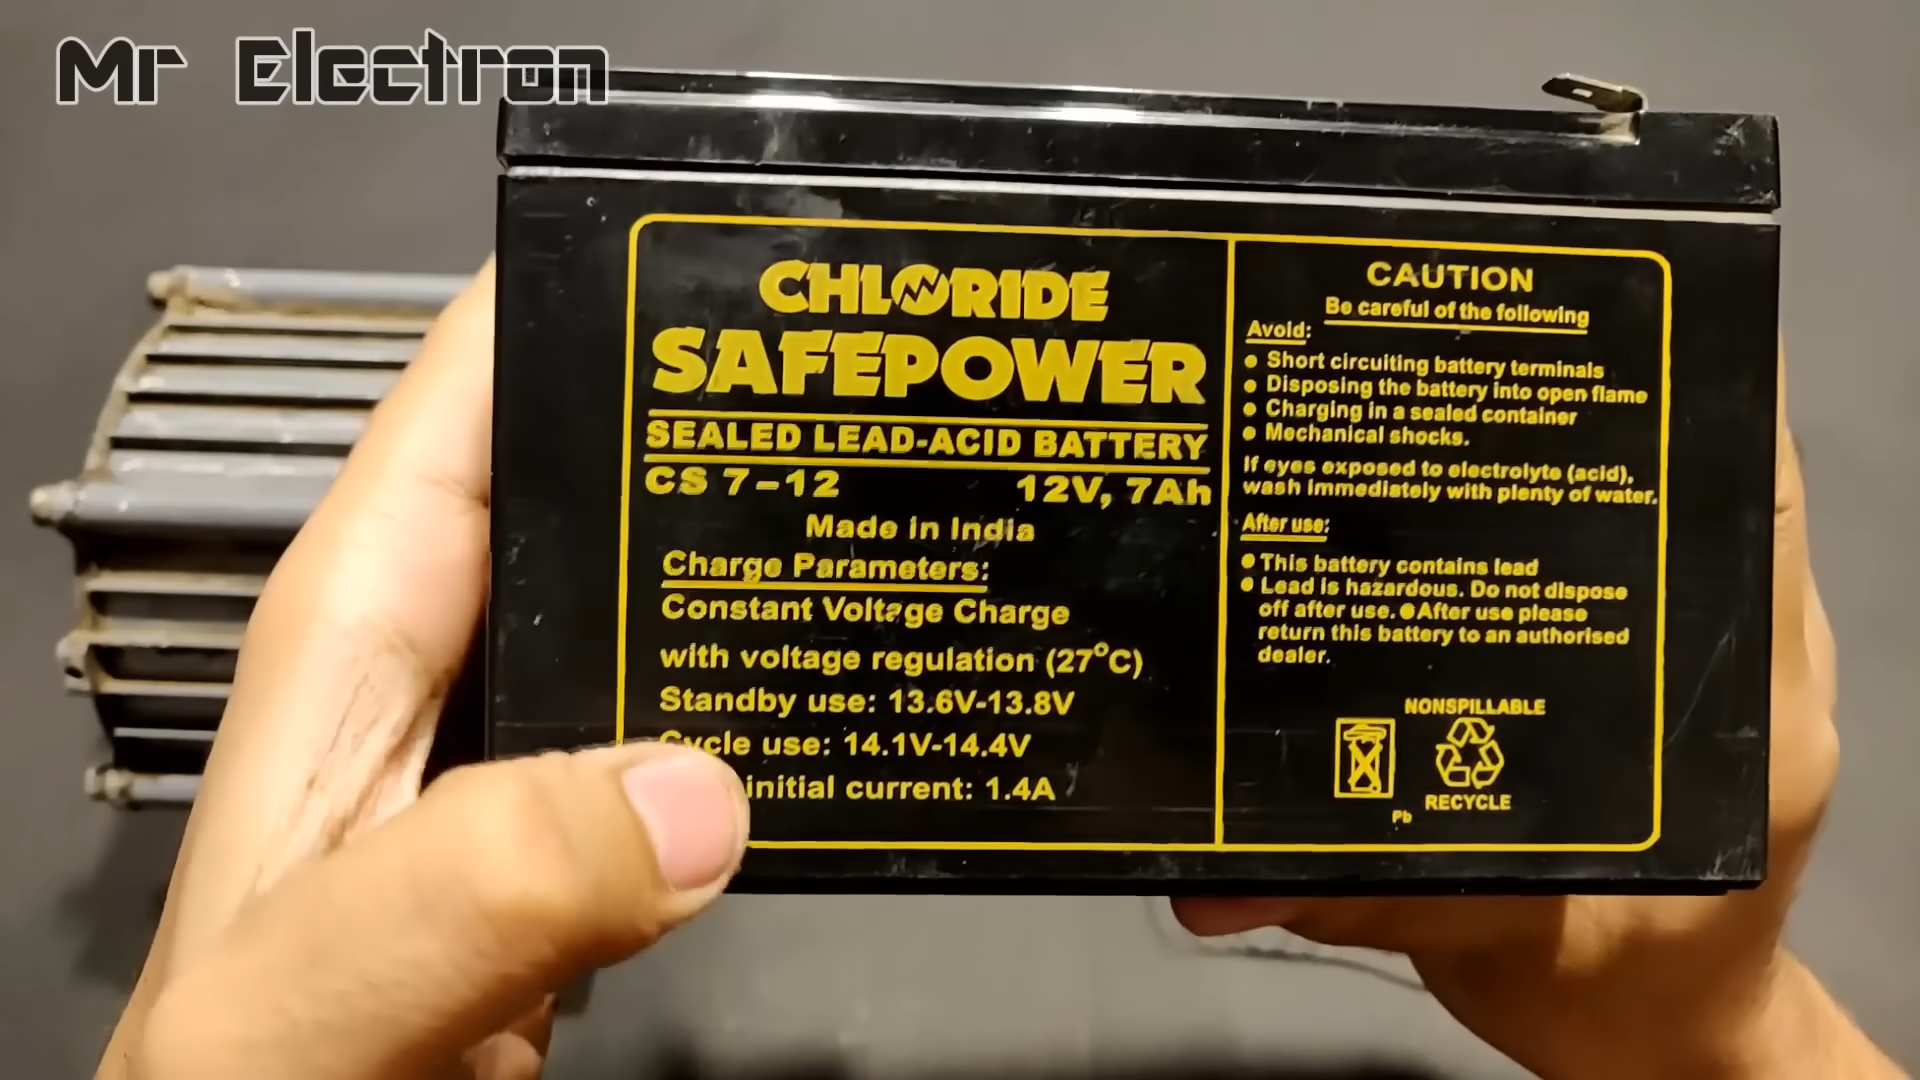 Mr Electron
CHLORIDE
SAFEPOWER
SEALED LEAD-ACID BATTERY
CS 7-12 12V, 7Ah
Made in India
Charge Parameters:
Constant Voltage Charge
with voltage regulation (27°C)
Standby use: 13.6V-13.8V
Cycle use: 14.1V-14.4V
initial current: 1.4A
CAUTION
Be careful of the following
Avoid:
• Short circuiting battery terminals
• Disposing the battery into open flame
• Charging in a sealed container
• Mechanical shocks.
If eyes exposed to electrolyte (acid),
wash immediately with plenty of water.
After use:
• This battery contains lead
• Lead is hazardous. Do not dispose
off after use. • After use please
return this battery to an authorised
dealer.
NONSPILLABLE
RECYCLE
Pb